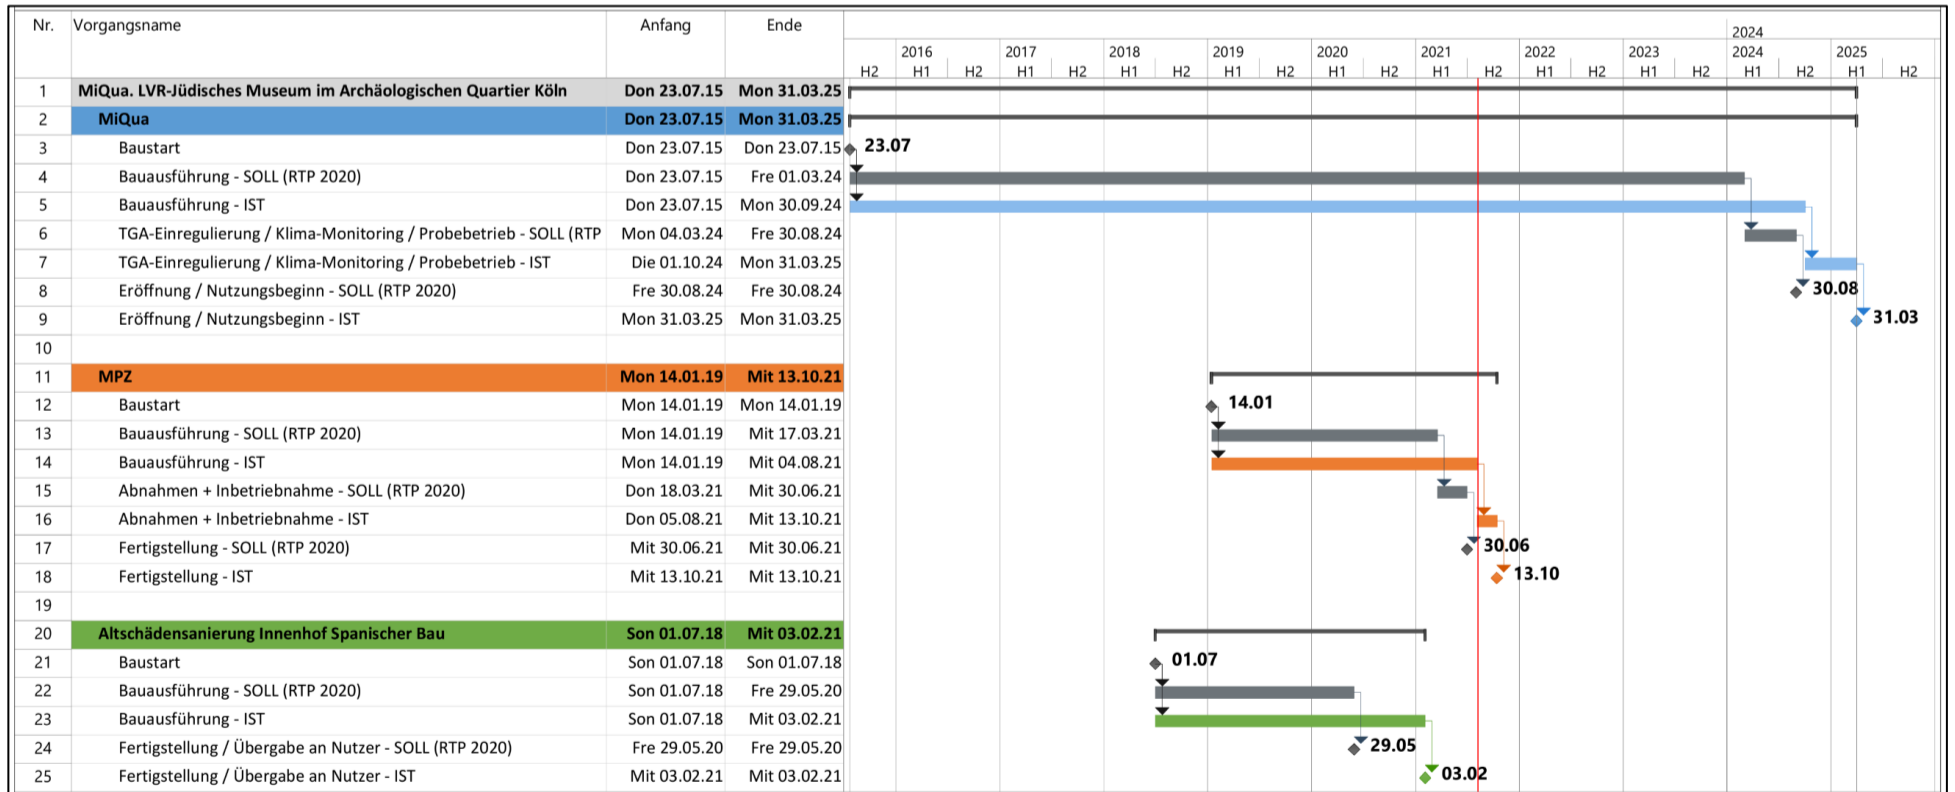 Nr. Vorgangsname Anfang Ende
2024
2016 2017 2018 2019 2020 2021 2022 2023 2024 2025
H2 H1 H2 H1 H2 H1 H2 H1 H2 H1 H2 H1 H2 H1 H2 H1 H2 H1 H2 H1 H2
1 MiQua. LVR-Jüdisches Museum im Archäologischen Quartier Köln Don 23.07.15 Mon 31.03.25
2 MiQua Don 23.07.15 Mon 31.03.25
3 Baustart Don 23.07.15 Don 23.07.15 23.07
4 Bauausführung - SOLL (RTP 2020) Don 23.07.15 Fre 01.03.24
5 Bauausführung - IST Don 23.07.15 Mon 30.09.24
6 TGA-Einregulierung / Klima-Monitoring / Probebetrieb - SOLL (RTP Mon 04.03.24 Fre 30.08.24
7 TGA-Einregulierung / Klima-Monitoring / Probebetrieb - IST Die 01.10.24 Mon 31.03.25
8 Eröffnung / Nutzungsbeginn - SOLL (RTP 2020) Fre 30.08.24 Fre 30.08.24 30.08
9 Eröffnung / Nutzungsbeginn - IST Mon 31.03.25 Mon 31.03.25 31.03
10
11 MPZ Mon 14.01.19 Mit 13.10.21
12 Baustart Mon 14.01.19 Mon 14.01.19 14.01
13 Bauausführung - SOLL (RTP 2020) Mon 14.01.19 Mit 17.03.21
14 Bauausführung - IST Mon 14.01.19 Mit 04.08.21
15 Abnahmen + Inbetriebnahme - SOLL (RTP 2020) Don 18.03.21 Mit 30.06.21
16 Abnahmen + Inbetriebnahme - IST Don 05.08.21 Mit 13.10.21
17 Fertigstellung - SOLL (RTP 2020) Mit 30.06.21 Mit 30.06.21 30.06
18 Fertigstellung - IST Mit 13.10.21 Mit 13.10.21 13.10
19
20 Altschädensanierung Innenhof Spanischer Bau Son 01.07.18 Mit 03.02.21
21 Baustart Son 01.07.18 Son 01.07.18 01.07
22 Bauausführung - SOLL (RTP 2020) Son 01.07.18 Fre 29.05.20
23 Bauausführung - IST Son 01.07.18 Mit 03.02.21
24 Fertigstellung / Übergabe an Nutzer - SOLL (RTP 2020) Fre 29.05.20 Fre 29.05.20 29.05
25 Fertigstellung / Übergabe an Nutzer - IST Mit 03.02.21 Mit 03.02.21 03.02